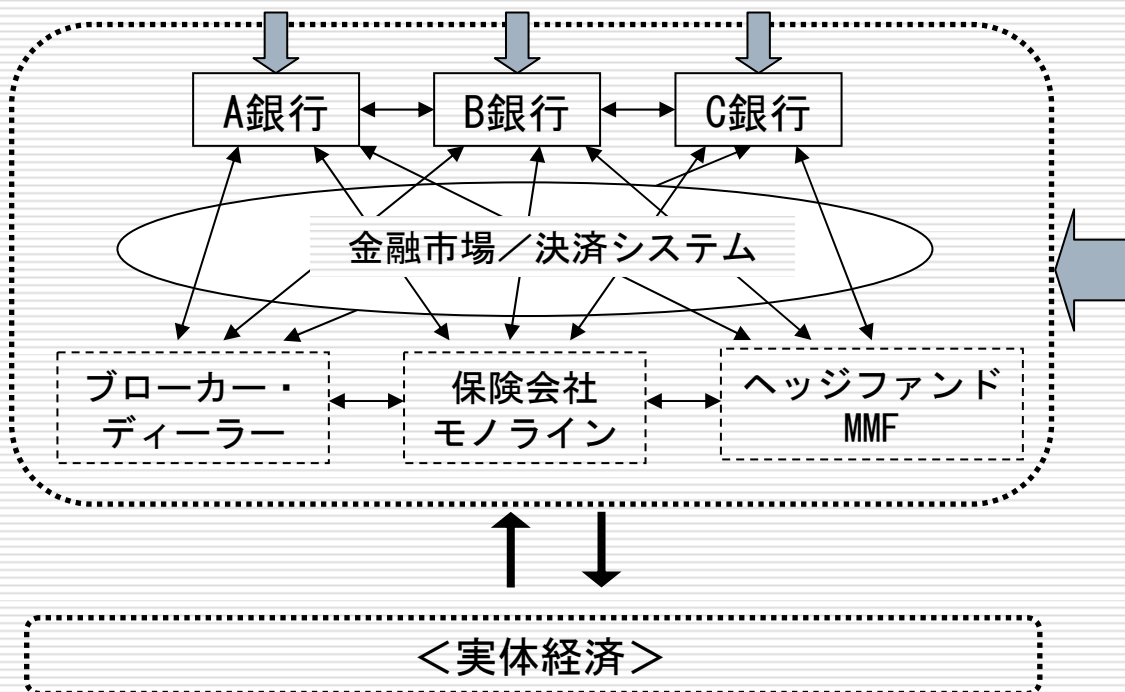 A銀行
B銀行
C銀行
金融市場／決済システム
ブローカー・
ディーラー
保険会社
モノライン
ヘッジファンド
MMF
＜実体経済＞